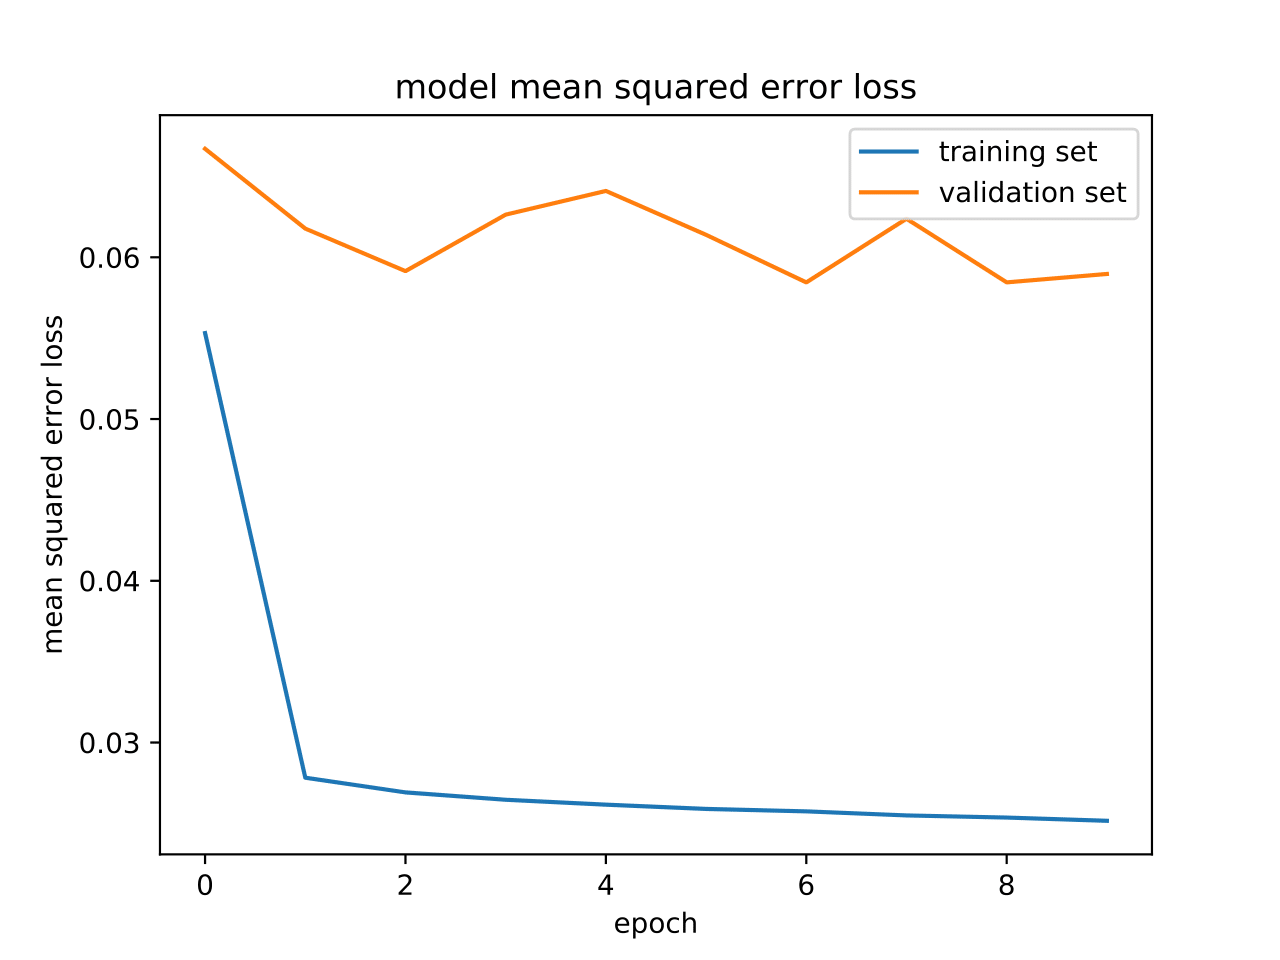 model mean squared error loss
training set
validation set
0.06
0.05
0.04
0.03
mean squared error loss
0 2 4 6 8
epoch